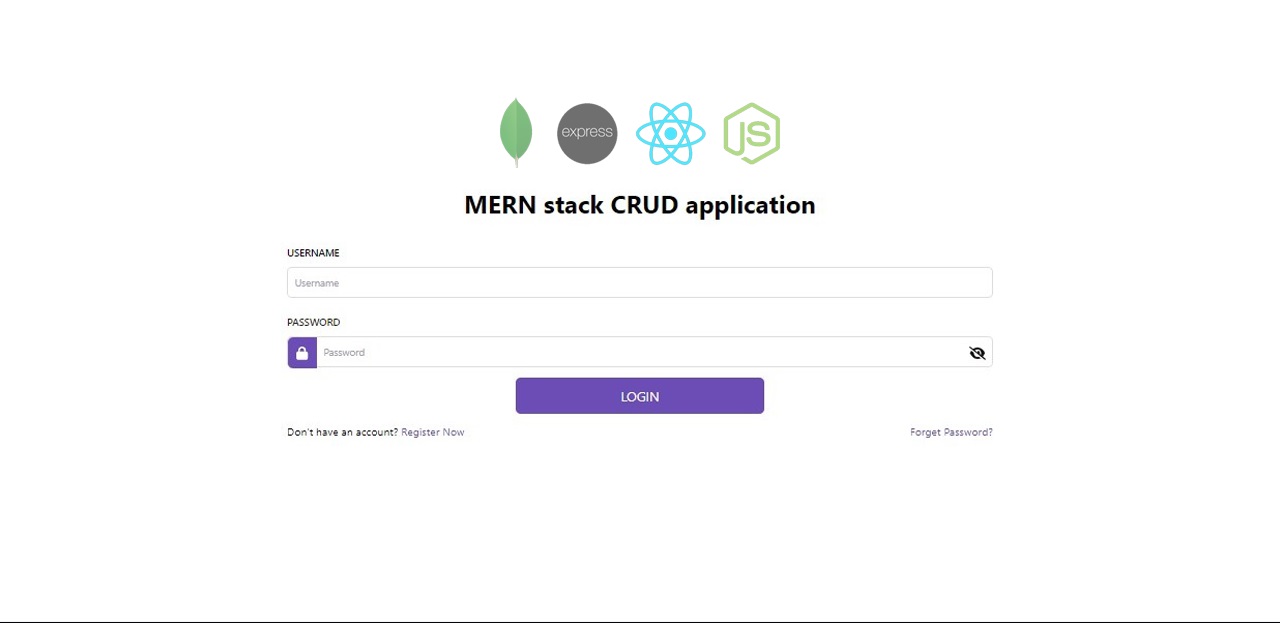 express
JS
MERN stack CRUD application
USERNAME
Username
PASSWORD
Password
LOGIN
Don't have an account? Register Now
Forget Password?